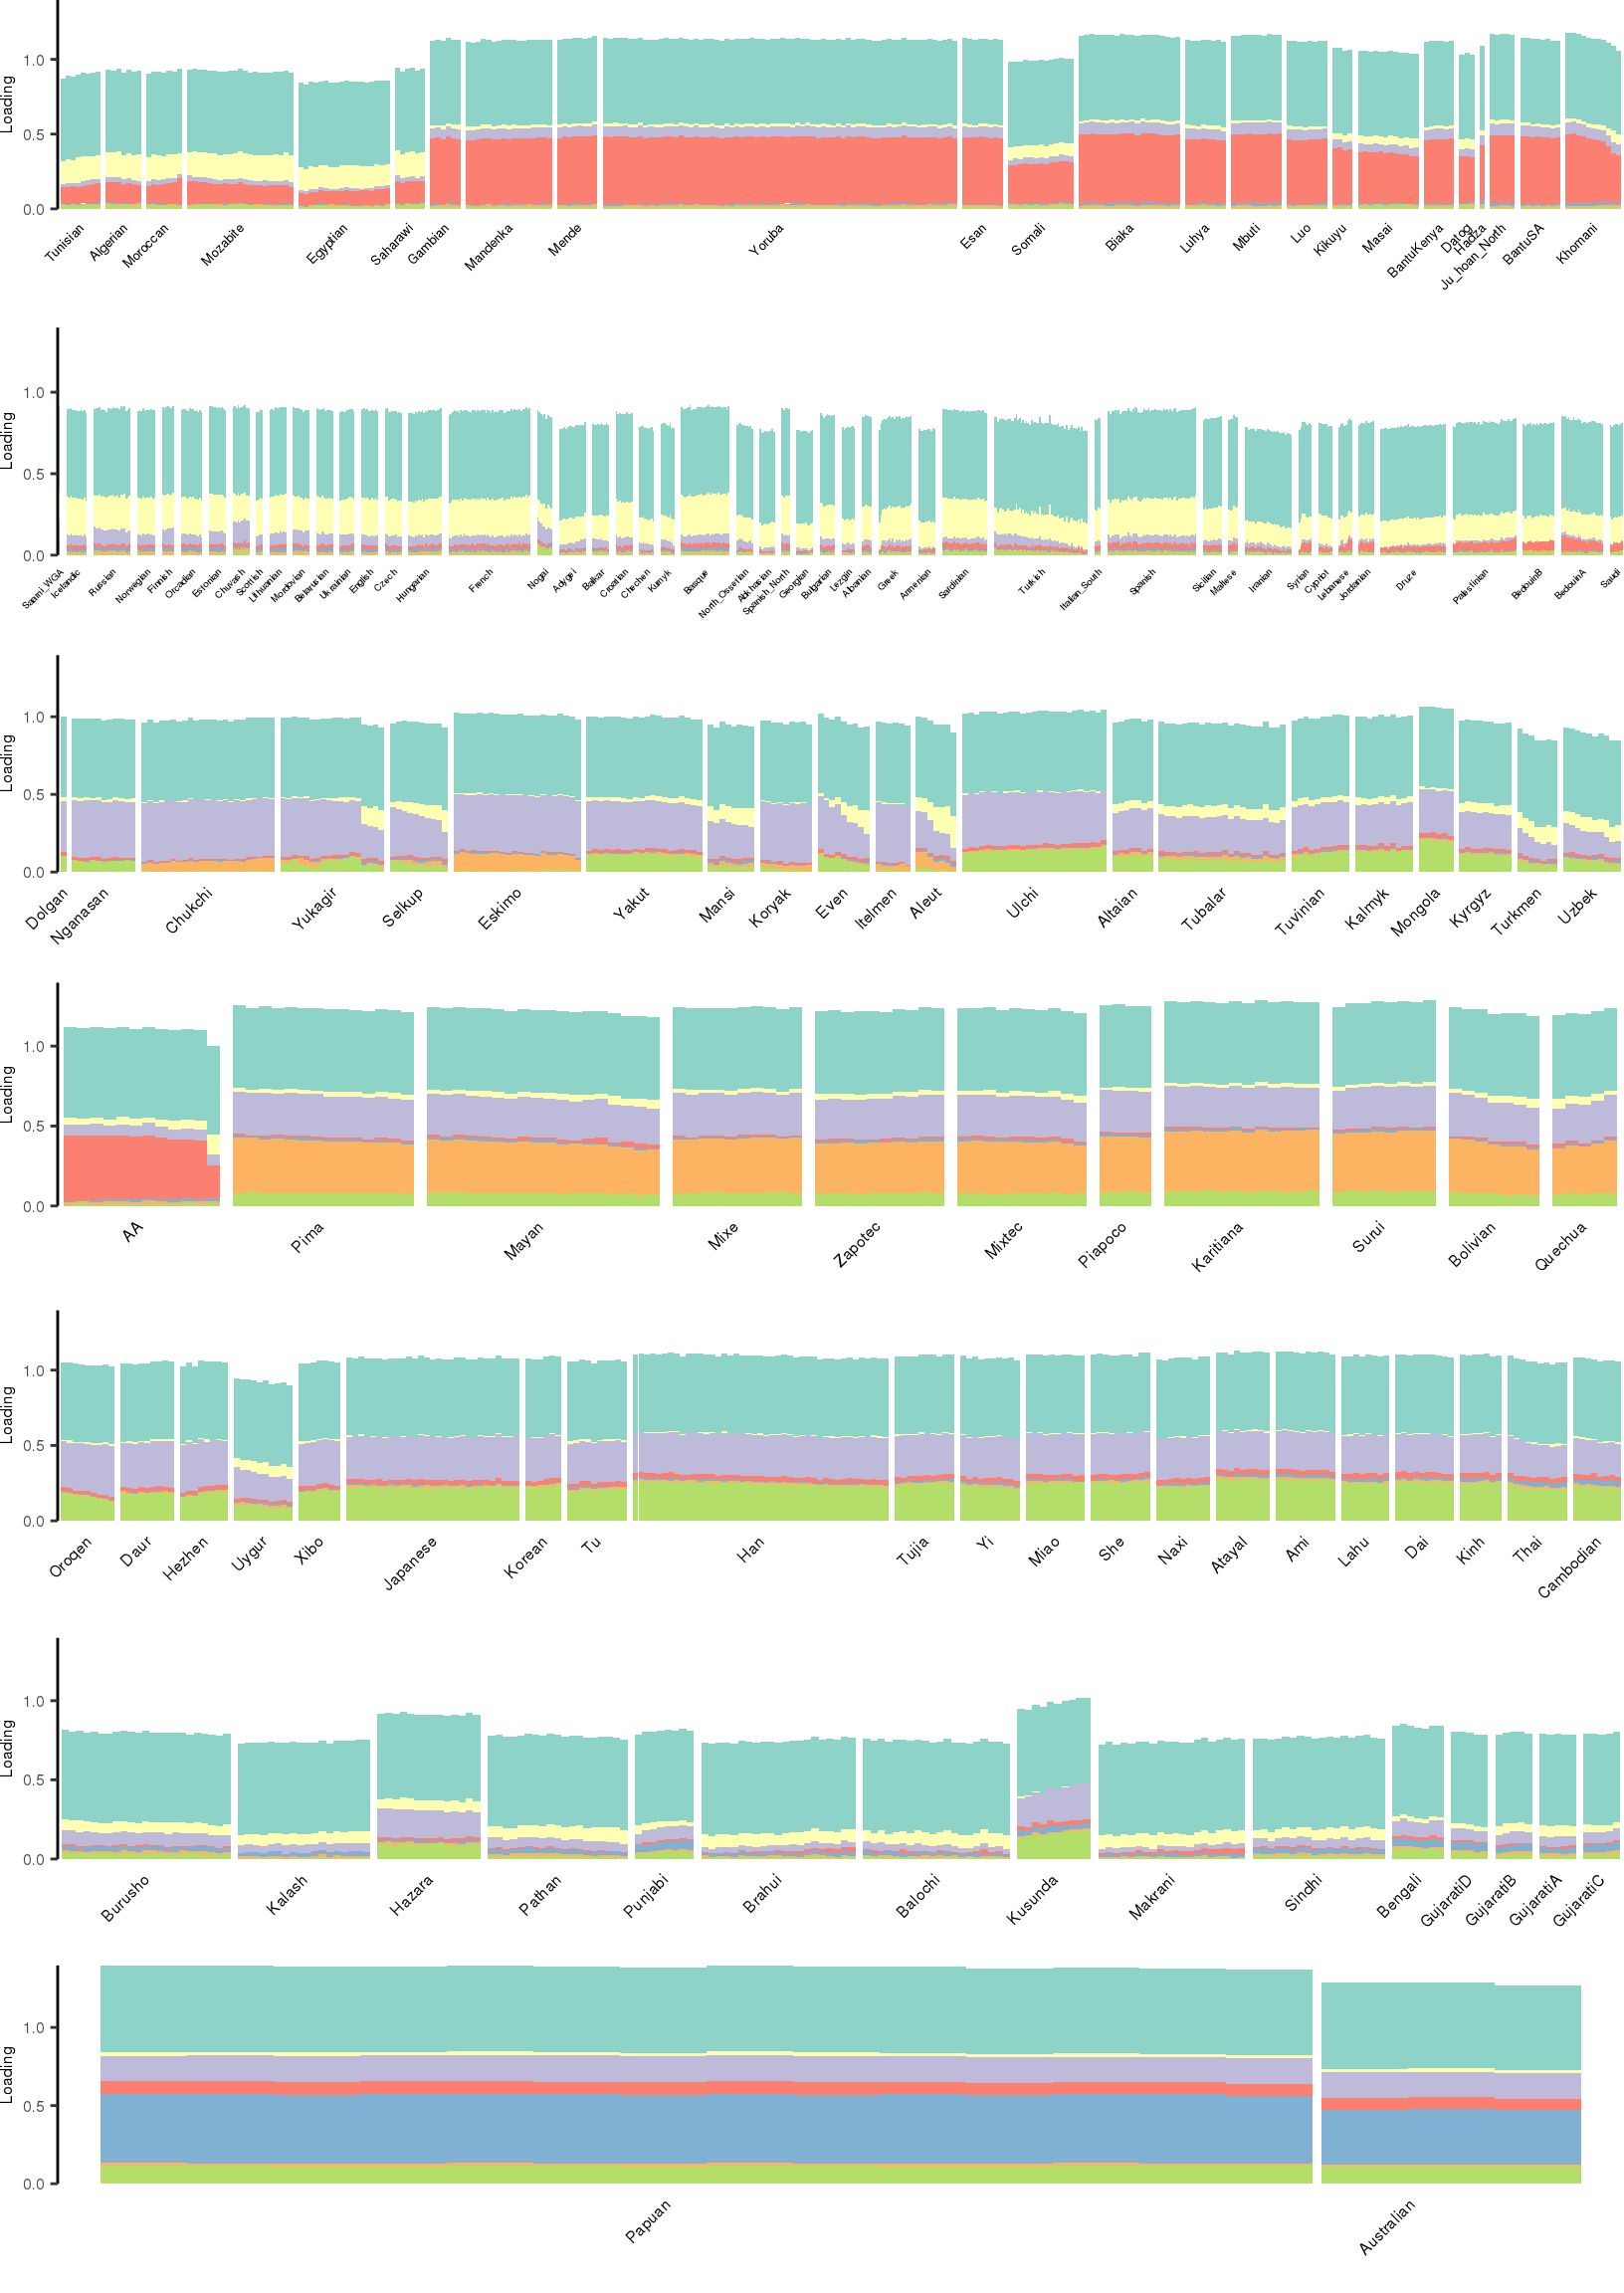 Loading
1.0
0.5
0.0
Tunisian Algerian Moroccan Mozabite Egyptian Saharawi Gambian Mandenka Mende Yoruba Esan Somali Biaka Luhya Mbuti Luo Kikuyu Masai BantuKenya Datog Hadza Ju_hoan_North BantuSA Khomani
Loading
1.0
0.5
0.0
Saami_WGA Icelandic Russian Norwegian Finnish Orcadian Estonian Chuvash Scottish Lithuanian Mordovian Belarusian Ukrainian English Czech Hungarian French Nogai Adygei Balkar Croatian Chechen Kumyk Basque North_Ossetian Abkhasian Spanish_North Georgian Bulgarian Lezgin Albanian Greek Armenian Sardinian Turkish Italian_South Spanish Sicilian Maltese Iranian Syrian Cypriot Lebanese Jordanian Druze Palestinian BedouinB BedouinA Saudi
Loading
1.0
0.5
0.0
Dolgan Nganasan Chukchi Yukagir Selkup Eskimo Yakut Mansi Koryak Even Itelmen Aleut Ulchi Altaian Tubalar Tuvinian Kalmyk Mongola Kyrgyz Turkmen Uzbek
Loading
1.0
0.5
0.0
AA Pima Mayan Mixe Zapotec Mixtec Piapoco Karitiana Surui Bolivian Quechua
Loading
1.0
0.5
0.0
Oroqen Daur Hezhen Uygur Xibo Japanese Korean Tu Han Tujia Yi Miao She Naxi Atayal Ami Lahu Dai Kinh Thai Cambodian
Loading
1.0
0.5
0.0
Burusho Kalash Hazara Pathan Punjabi Brahui Balochi Kusunda Makrani Sindhi Bengali GujaratiD GujaratiB GujaratiA GujaratiC
Loading
1.0
0.5
0.0
Papuan Australian